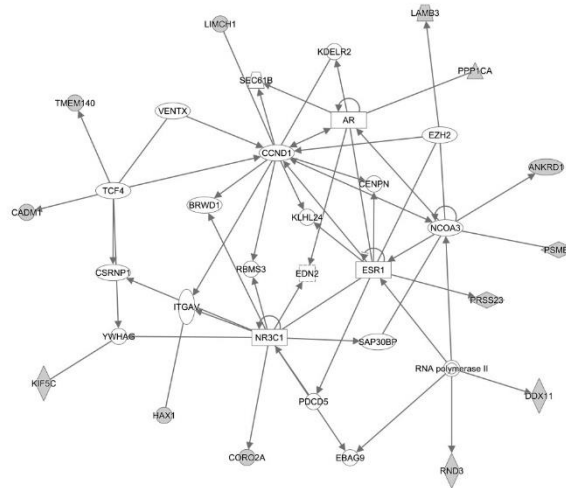 LIMCH1
LAMB3
KDELR2
SEC61B
PPP1CA
TMEM140
VENTX
AR
EZH2
CCND1
ANKRD1
TCF4
CENPN
CADM1
BRWD1
KLHL24
NCOA3
PSME
CSRNP1
RBMS3
EDN2
ESR1
PRSS23
ITGAV
YWHAG
NR3C1
SAP30BP
RNA polymerase II
KIF5C
DDX11
HAX1
PDCD5
CORO2A
EBAG9
RND3